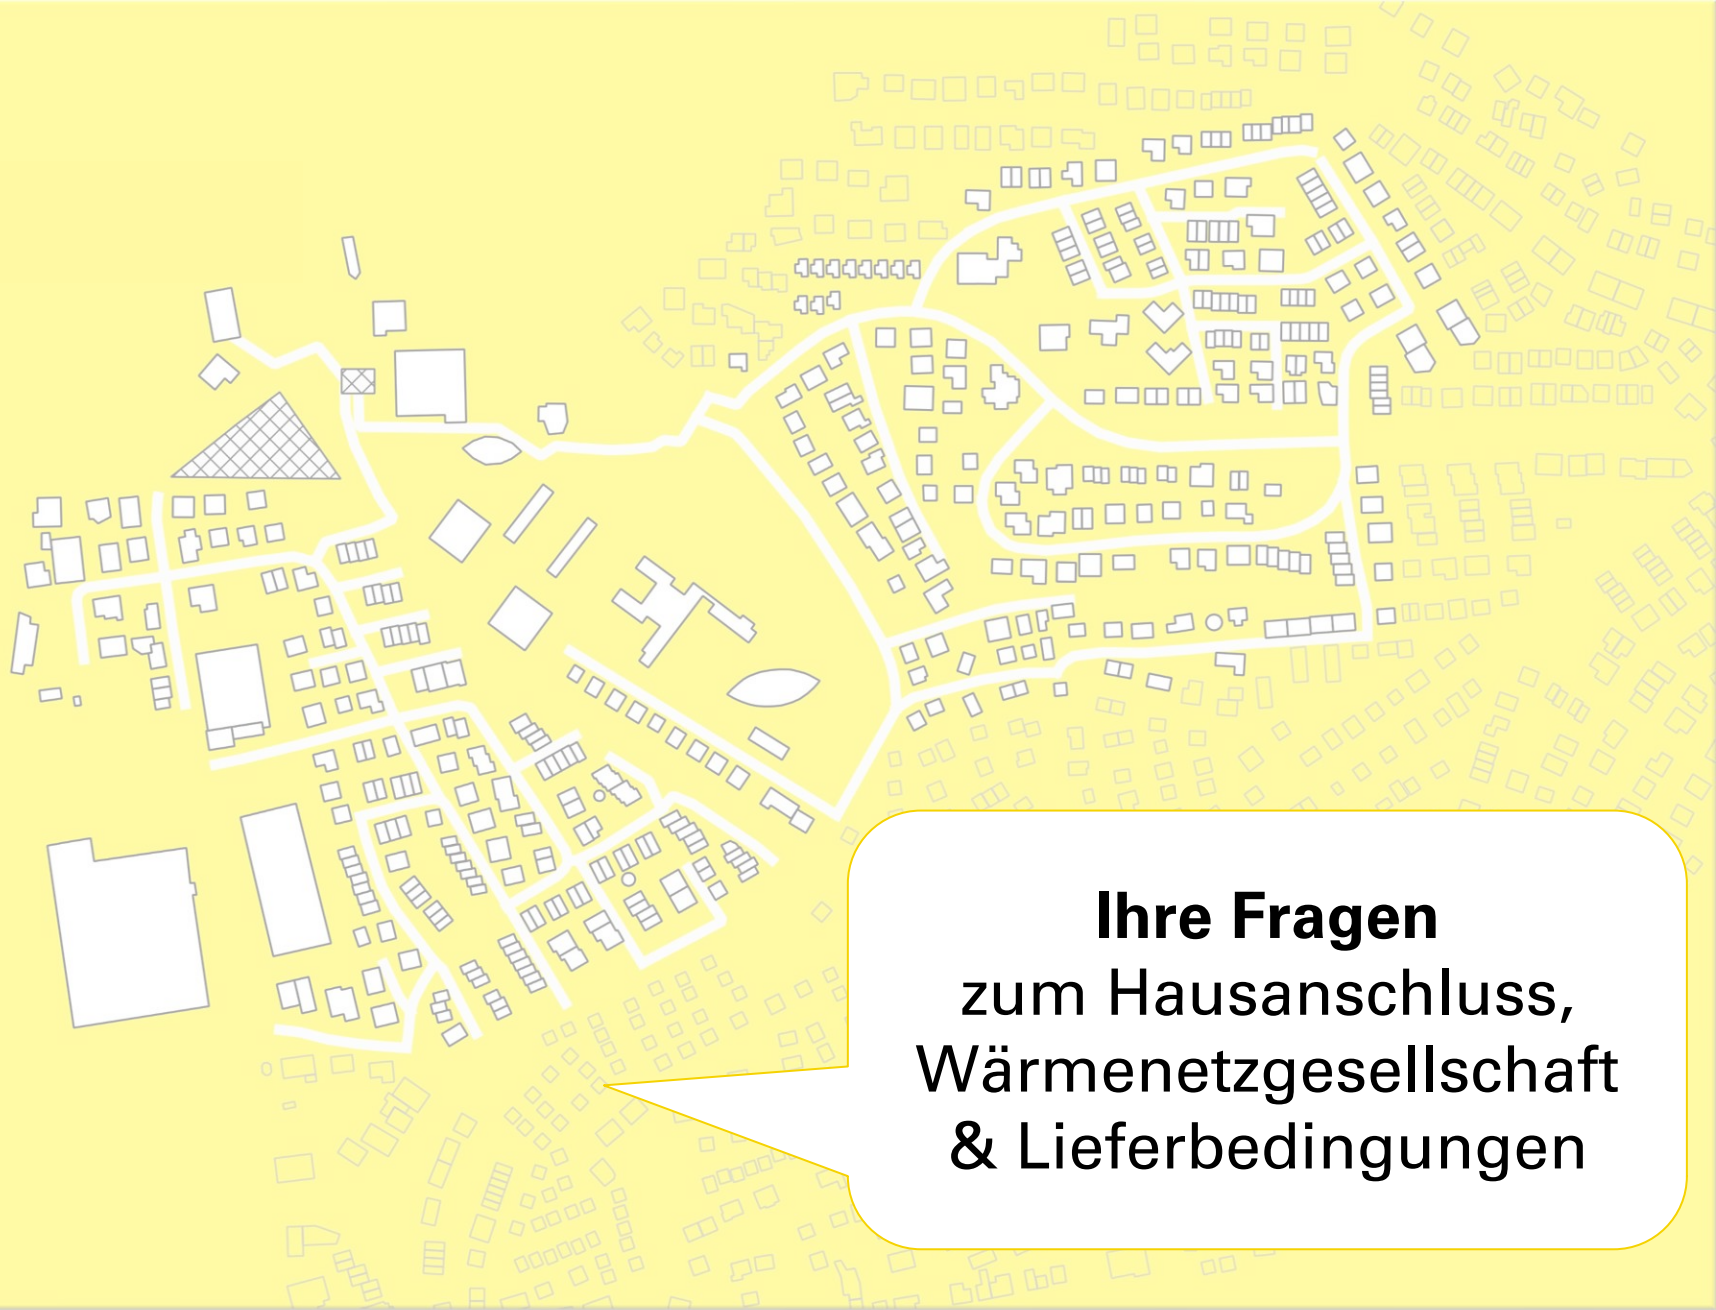 Ihre Fragen
zum Hausanschluss,
Wärmenetzgesellschaft
& Lieferbedingungen